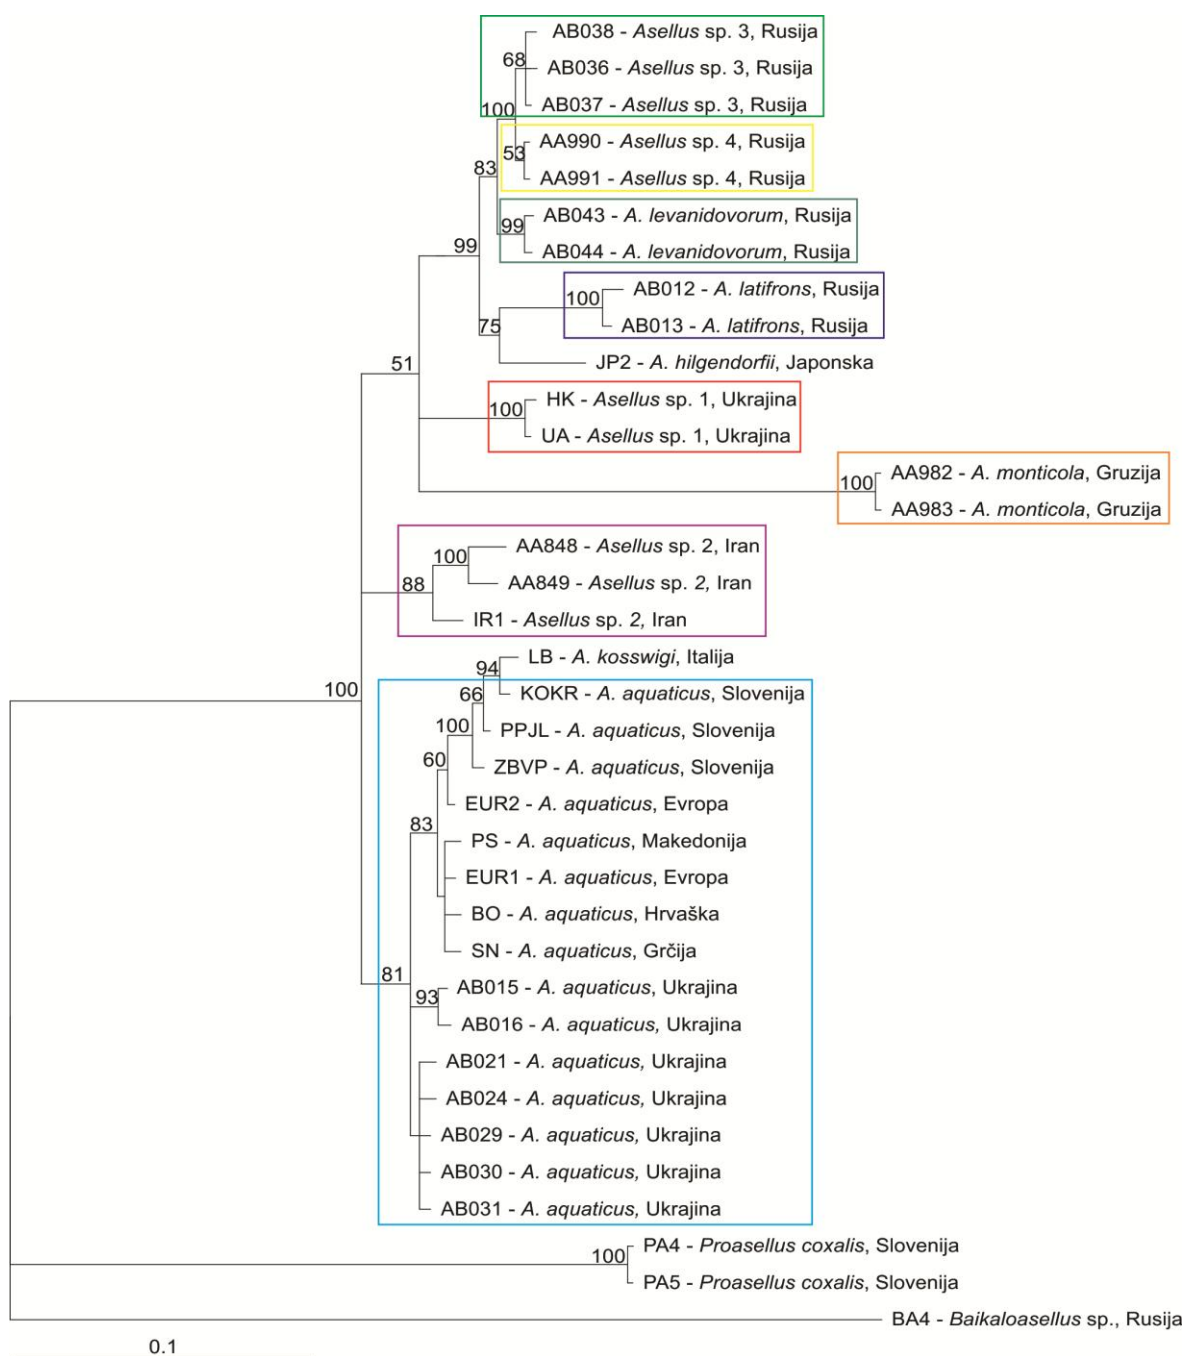 AB038 - Asellus sp. 3, Rusija
68
AB036 - Asellus sp. 3, Rusija
AB037 - Asellus sp. 3, Rusija
100
AA990 - Asellus sp. 4, Rusija
53
83
AA991 - Asellus sp. 4, Rusija
AB043 - A. levanidovorum, Rusija
99
99
AB044 - A. levanidovorum, Rusija
AB012 - A. latifrons, Rusija
100
75
AB013 - A. latifrons, Rusija
JP2 - A. hilgendorfii, Japonska
51
HK - Asellus sp. 1, Ukrajina
100
UA - Asellus sp. 1, Ukrajina
AA982 - A. monticola, Gruzija
100
AA983 - A. monticola, Gruzija
AA848 - Asellus sp. 2, Iran
100
88
AA849 - Asellus sp. 2, Iran
IR1 - Asellus sp. 2, Iran
LB - A. kosswigi, Italija
94
100
66
KOKR - A. aquaticus, Slovenija
100
PPJL - A. aquaticus, Slovenija
60
ZBVP - A. aquaticus, Slovenija
EUR2 - A. aquaticus, Evropa
83
PS - A. aquaticus, Makedonija
EUR1 - A. aquaticus, Evropa
BO - A. aquaticus, Hrvaška
SN - A. aquaticus, Grčija
81
AB015 - A. aquaticus, Ukrajina
93
AB016 - A. aquaticus, Ukrajina
AB021 - A. aquaticus, Ukrajina
AB024 - A. aquaticus, Ukrajina
AB029 - A. aquaticus, Ukrajina
AB030 - A. aquaticus, Ukrajina
AB031 - A. aquaticus, Ukrajina
PA4 - Proasellus coxalis, Slovenija
100
PA5 - Proasellus coxalis, Slovenija
BA4 - Baikaloasellus sp., Rusija
0.1